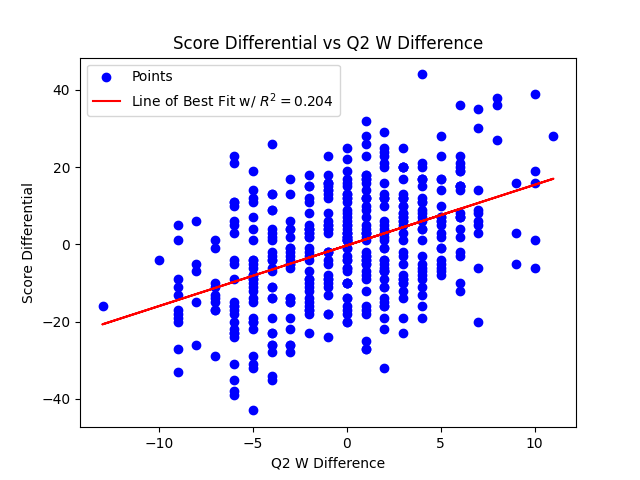 Score Differential vs Q2 W Difference
Points
Line of Best Fit w/ R² = 0.204
Score Differential
40
20
0
−20
−40
−10
−5
0
5
10
Q2 W Difference